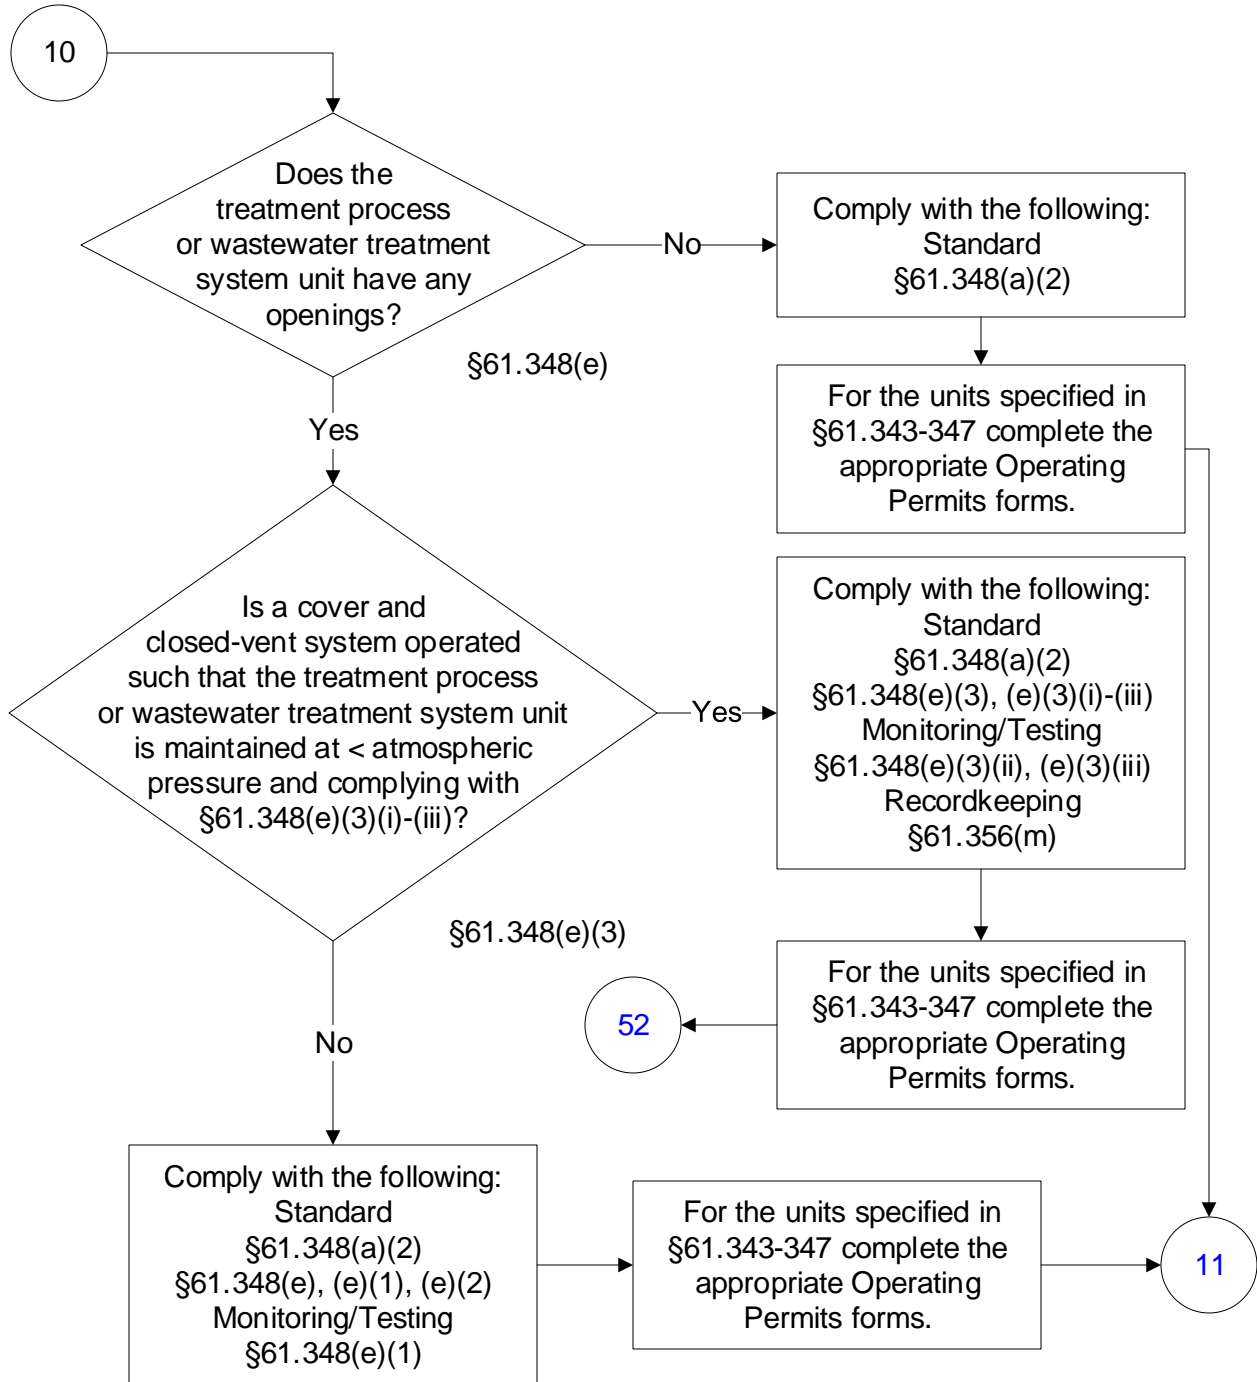 10
Does the
treatment process
or wastewater treatment
system unit have any
openings?
No
Comply with the following:
Standard
§61.348(a)(2)
§61.348(e)
Yes
For the units specified in
§61.343-347 complete the
appropriate Operating
Permits forms.
Is a cover and
closed-vent system operated
such that the treatment process
or wastewater treatment system unit
is maintained at < atmospheric
pressure and complying with
§61.348(e)(3)(i)-(iii)?
Yes
Comply with the following:
Standard
§61.348(a)(2)
§61.348(e)(3), (e)(3)(i)-(iii)
Monitoring/Testing
§61.348(e)(3)(ii), (e)(3)(iii)
Recordkeeping
§61.356(m)
§61.348(e)(3)
For the units specified in
§61.343-347 complete the
appropriate Operating
Permits forms.
52
No
Comply with the following:
Standard
§61.348(a)(2)
§61.348(e), (e)(1), (e)(2)
Monitoring/Testing
§61.348(e)(1)
For the units specified in
§61.343-347 complete the
appropriate Operating
Permits forms.
11